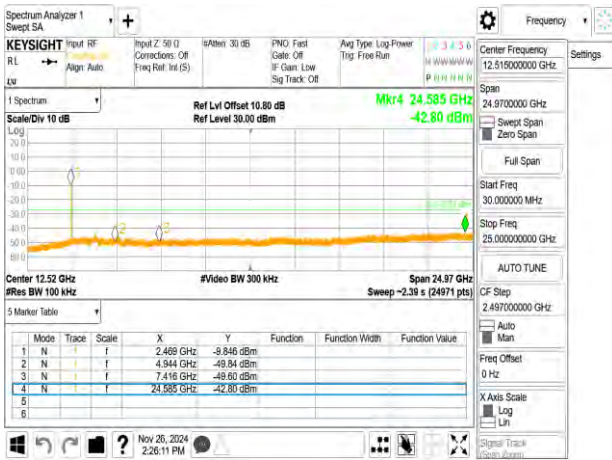 Spectrum Analyzer 1
Swept SA
+
Frequency
Settings
KEYSIGHT
RL
Input: RF
Align: Auto
Input Z: 50 Ω
Corrections: Off
Freq Ref: Int (S)
#Atten: 30 dB
PNO: Fast
Gate: Off
IF Gain: Low
Sig Track: Off
Avg Type: Log-Power
Trig: Free Run
1 Spectrum
Scale/Div 10 dB
Ref Lvl Offset 10.80 dB
Ref Level 30.00 dBm
Mkr4 24.585 GHz
-42.80 dBm
Log
Center 12.52 GHz
#Res BW 100 kHz
#Video BW 300 kHz
Span 24.97 GHz
Sweep ~2.39 s (24971 pts)
5 Marker Table
Mode Trace Scale X Y Function Function Width Function Value
1 N f 2.469 GHz -9.846 dBm
2 N f 4.944 GHz -49.84 dBm
3 N f 7.416 GHz -49.60 dBm
4 N f 24.585 GHz -42.80 dBm
5
6
Nov 26, 2024
2:26:11 PM
Center Frequency
12.515000000 GHz
Span
24.9700000 GHz
Swept Span
Zero Span
Full Span
Start Freq
30.000000 MHz
Stop Freq
25.000000000 GHz
AUTO TUNE
CF Step
2.497000000 GHz
Auto
Man
Freq Offset
0 Hz
X Axis Scale
Log
Lin
Signal Track
(Span Zoom)